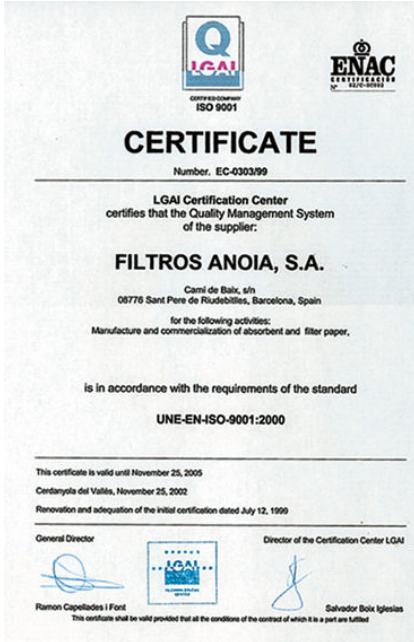 Q
LGAI
CERTIFIED COMPANY
ISO 9001
ENAC
CERTIFICACIÓN
CERTIFICATE
Number. EC-0303/99
LGAI Certification Center
certifies that the Quality Management System
of the supplier:
FILTROS ANOIA, S.A.
Camí de Baix, s/n
08776 Sant Pere de Riudebitlles, Barcelona, Spain
for the following activities:
Manufacture and commercialization of absorbent and filter paper,
is in accordance with the requirements of the standard
UNE-EN-ISO-9001:2000
This certificate is valid until November 25, 2005
Cerdanyola del Vallès, November 25, 2002
Renovation and adequation of the initial certification dated July 12, 1999
General Director
Director of the Certification Center LGAI
LGAI
Ramon Capellades i Font
Salvador Boix Iglesias
This certificate shall be valid provided that all the conditions of the contract of which it is a part are fulfilled